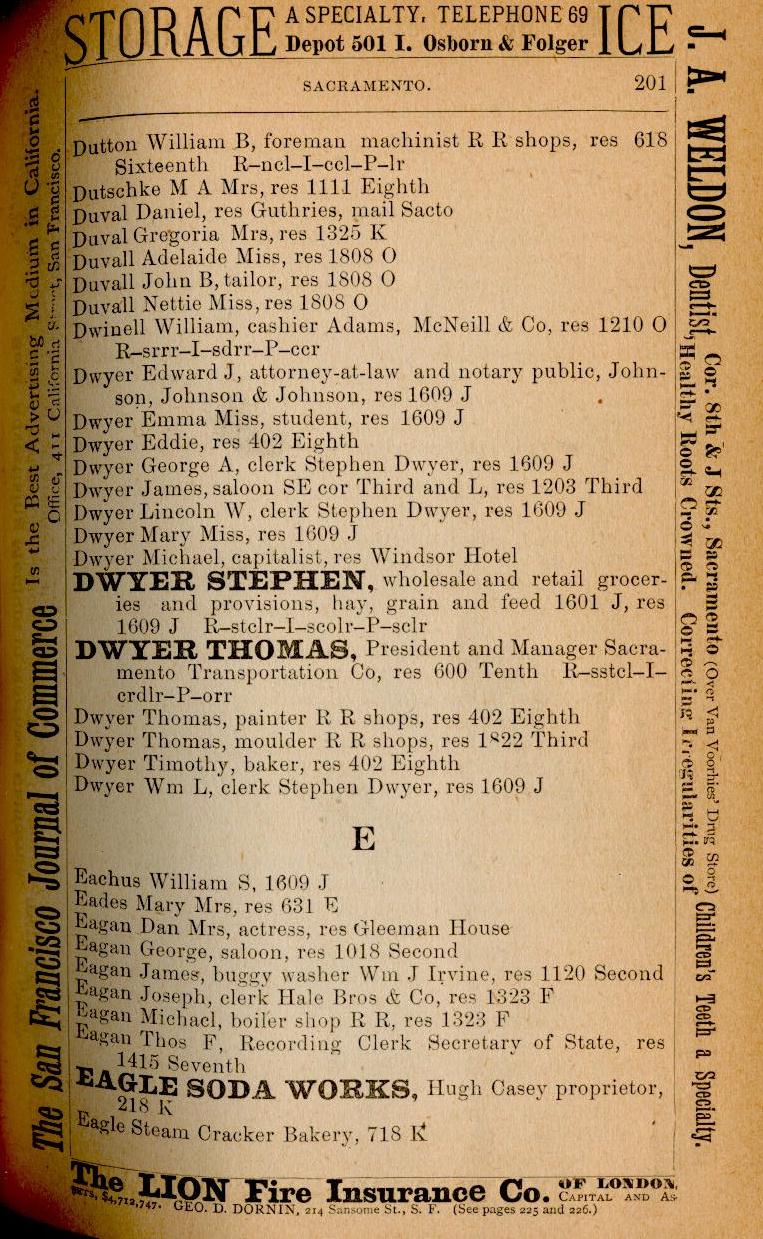 STORAGE A SPECIALTY, TELEPHONE 69 ICE
Depot 501 I. Osborn & Folger
SACRAMENTO. 201
Dutton William B, foreman machinist R R shops, res 618
Sixteenth R–ncl–I–ccl–P–lr
Dutschke M A Mrs, res 1111 Eighth
Duval Daniel, res Guthries, mail Sacto
Duval Gregoria Mrs, res 1325 K
Duvall Adelaide Miss, res 1808 O
Duvall John B, tailor, res 1808 O
Duvall Nettie Miss, res 1808 O
Dwinell William, cashier Adams, McNeill & Co, res 1210 O
R–srrr–I–sdrr–P–ccr
Dwyer Edward J, attorney-at-law and notary public, John-
son, Johnson & Johnson, res 1609 J
Dwyer Emma Miss, student, res 1609 J
Dwyer Eddie, res 402 Eighth
Dwyer George A, clerk Stephen Dwyer, res 1609 J
Dwyer James, saloon SE cor Third and L, res 1203 Third
Dwyer Lincoln W, clerk Stephen Dwyer, res 1609 J
Dwyer Mary Miss, res 1609 J
Dwyer Michael, capitalist, res Windsor Hotel
DWYER STEPHEN, wholesale and retail grocer-
ies and provisions, hay, grain and feed 1601 J, res
1609 J R–stclr–I–scolr–P–sclr
DWYER THOMAS, President and Manager Sacra-
mento Transportation Co, res 600 Tenth R–sstcl–I–
crdlr–P–orr
Dwyer Thomas, painter R R shops, res 402 Eighth
Dwyer Thomas, moulder R R shops, res 1822 Third
Dwyer Timothy, baker, res 402 Eighth
Dwyer Wm L, clerk Stephen Dwyer, res 1609 J
E
Eachus William S, 1609 J
Eades Mary Mrs, res 631 E
Eagan Dan Mrs, actress, res Gleeman House
Eagan George, saloon, res 1018 Second
Eagan James, buggy washer Wm J Irvine, res 1120 Second
Eagan Joseph, clerk Hale Bros & Co, res 1323 F
Eagan Michael, boiler shop R R, res 1323 F
Eagan Thos F, Recording Clerk Secretary of State, res
1415 Seventh
EAGLE SODA WORKS, Hugh Casey proprietor,
218 K
Eagle Steam Cracker Bakery, 718 K
The LION Fire Insurance Co. OF LONDON,
CAPITAL AND AS-
SETS, $4,712,747. GEO. D. DORNIN, 214 Sansome St., S. F. (See pages 225 and 226.)
The San Francisco Journal of Commerce Is the Best Advertising Medium in California.
Office, 411 California Street, San Francisco.
J. A. WELDON, Dentist, Cor. 8th & J Sts., Sacramento (Over Van Voorhies' Drug Store)
Healthy Roots Crowned. Correcting Irregularities of Children's Teeth a Specialty.